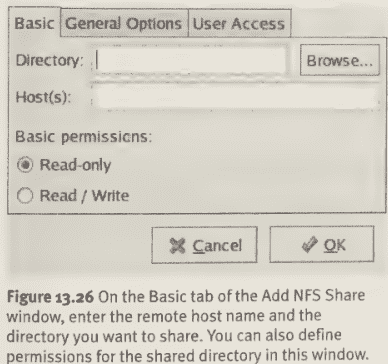 Basic General Options User Access
Directory: Browse...
Host(s):
Basic permissions:
Read-only
Read / Write
Cancel OK
Figure 13.26 On the Basic tab of the Add NFS Share
window, enter the remote host name and the
directory you want to share. You can also define
permissions for the shared directory in this window.